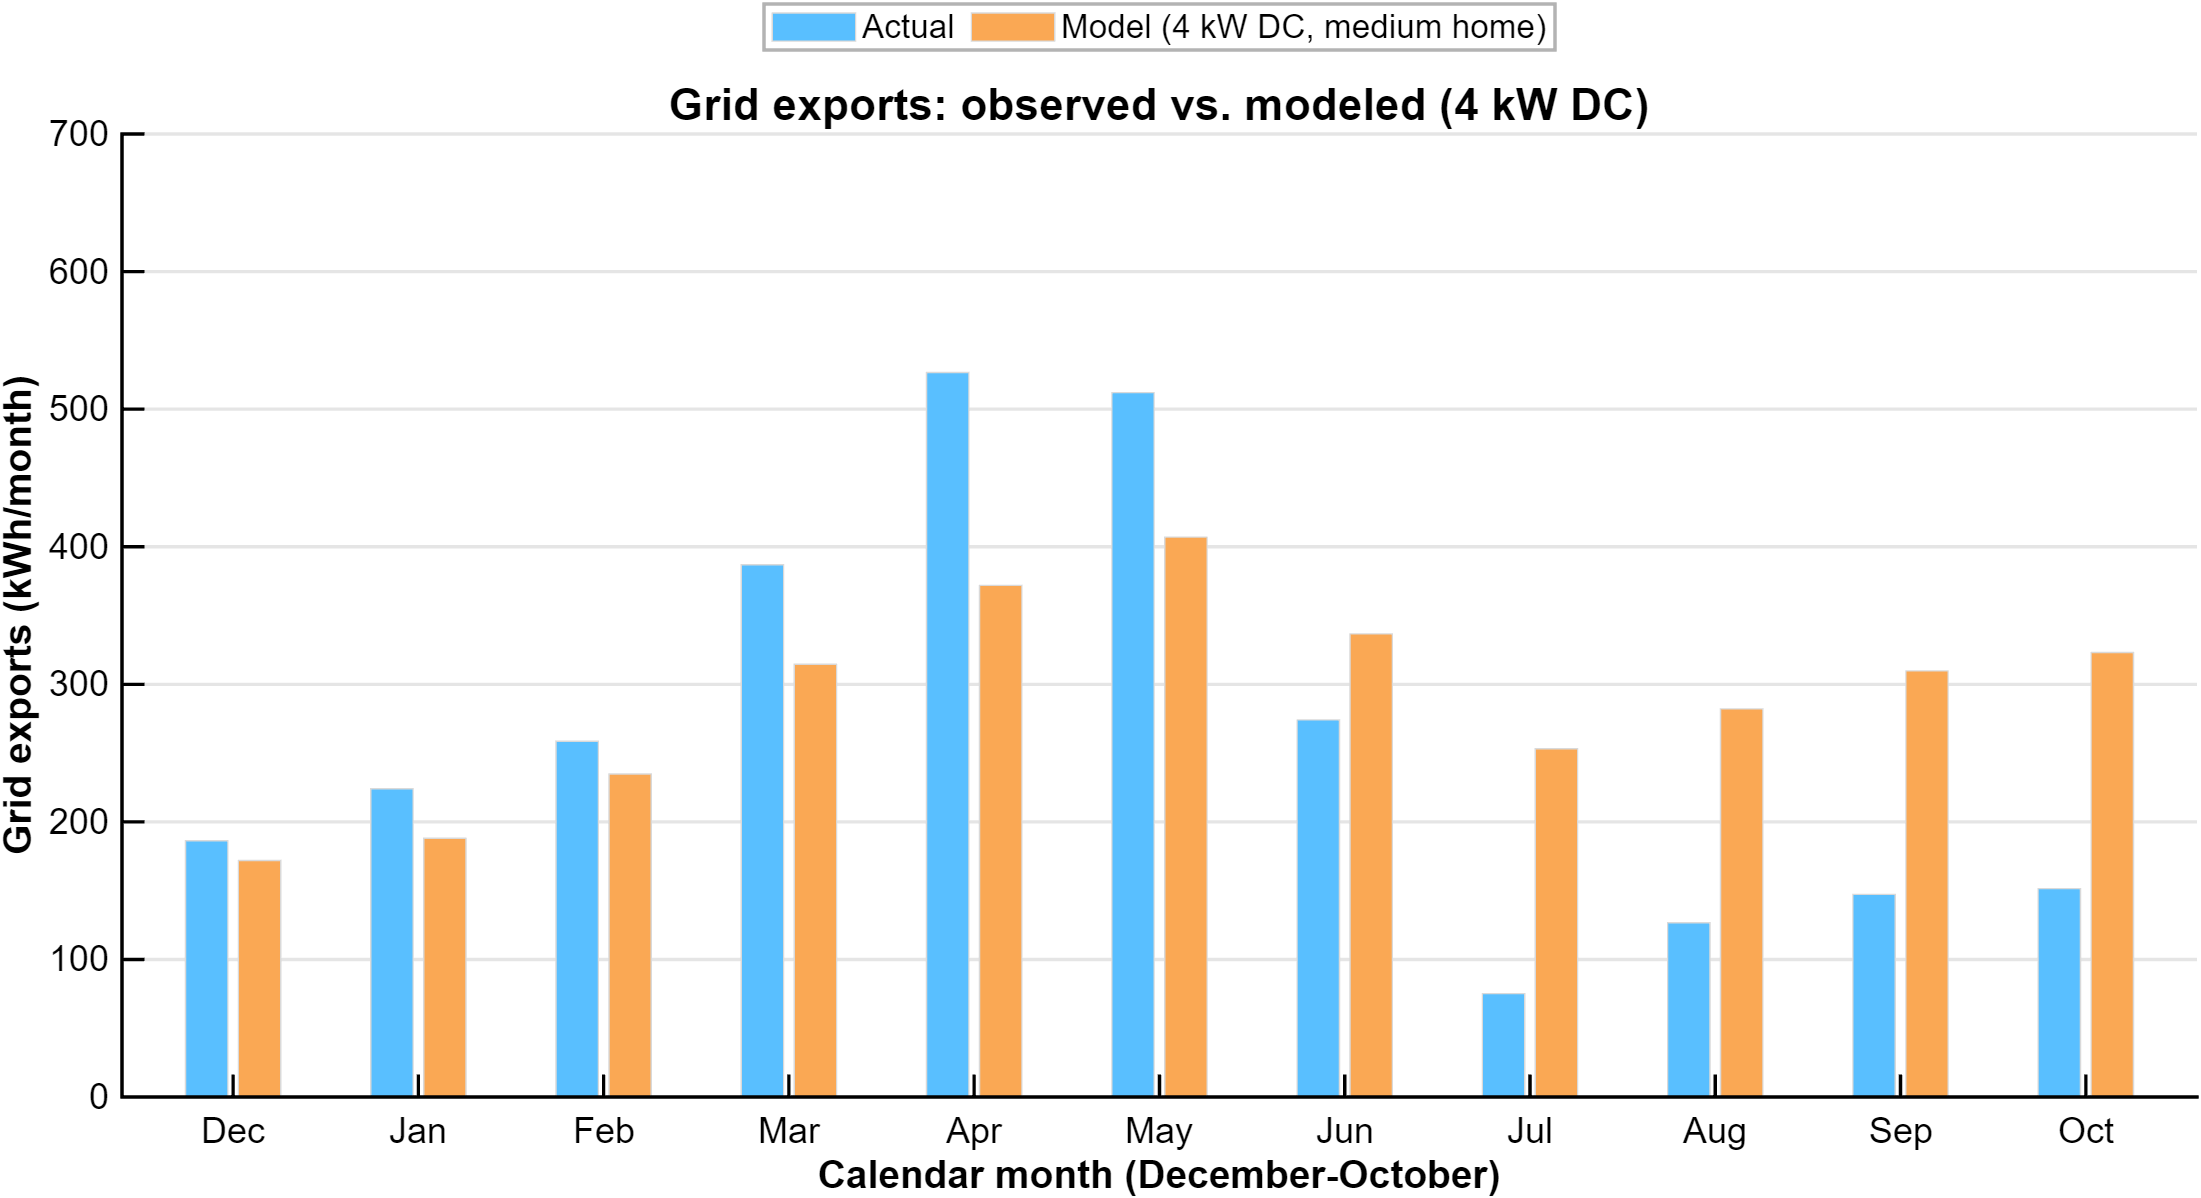 Actual Model (4 kW DC, medium home)
Grid exports: observed vs. modeled (4 kW DC)
Grid exports (kWh/month)
700
600
500
400
300
200
100
0
Dec Jan Feb Mar Apr May Jun Jul Aug Sep Oct
Calendar month (December-October)